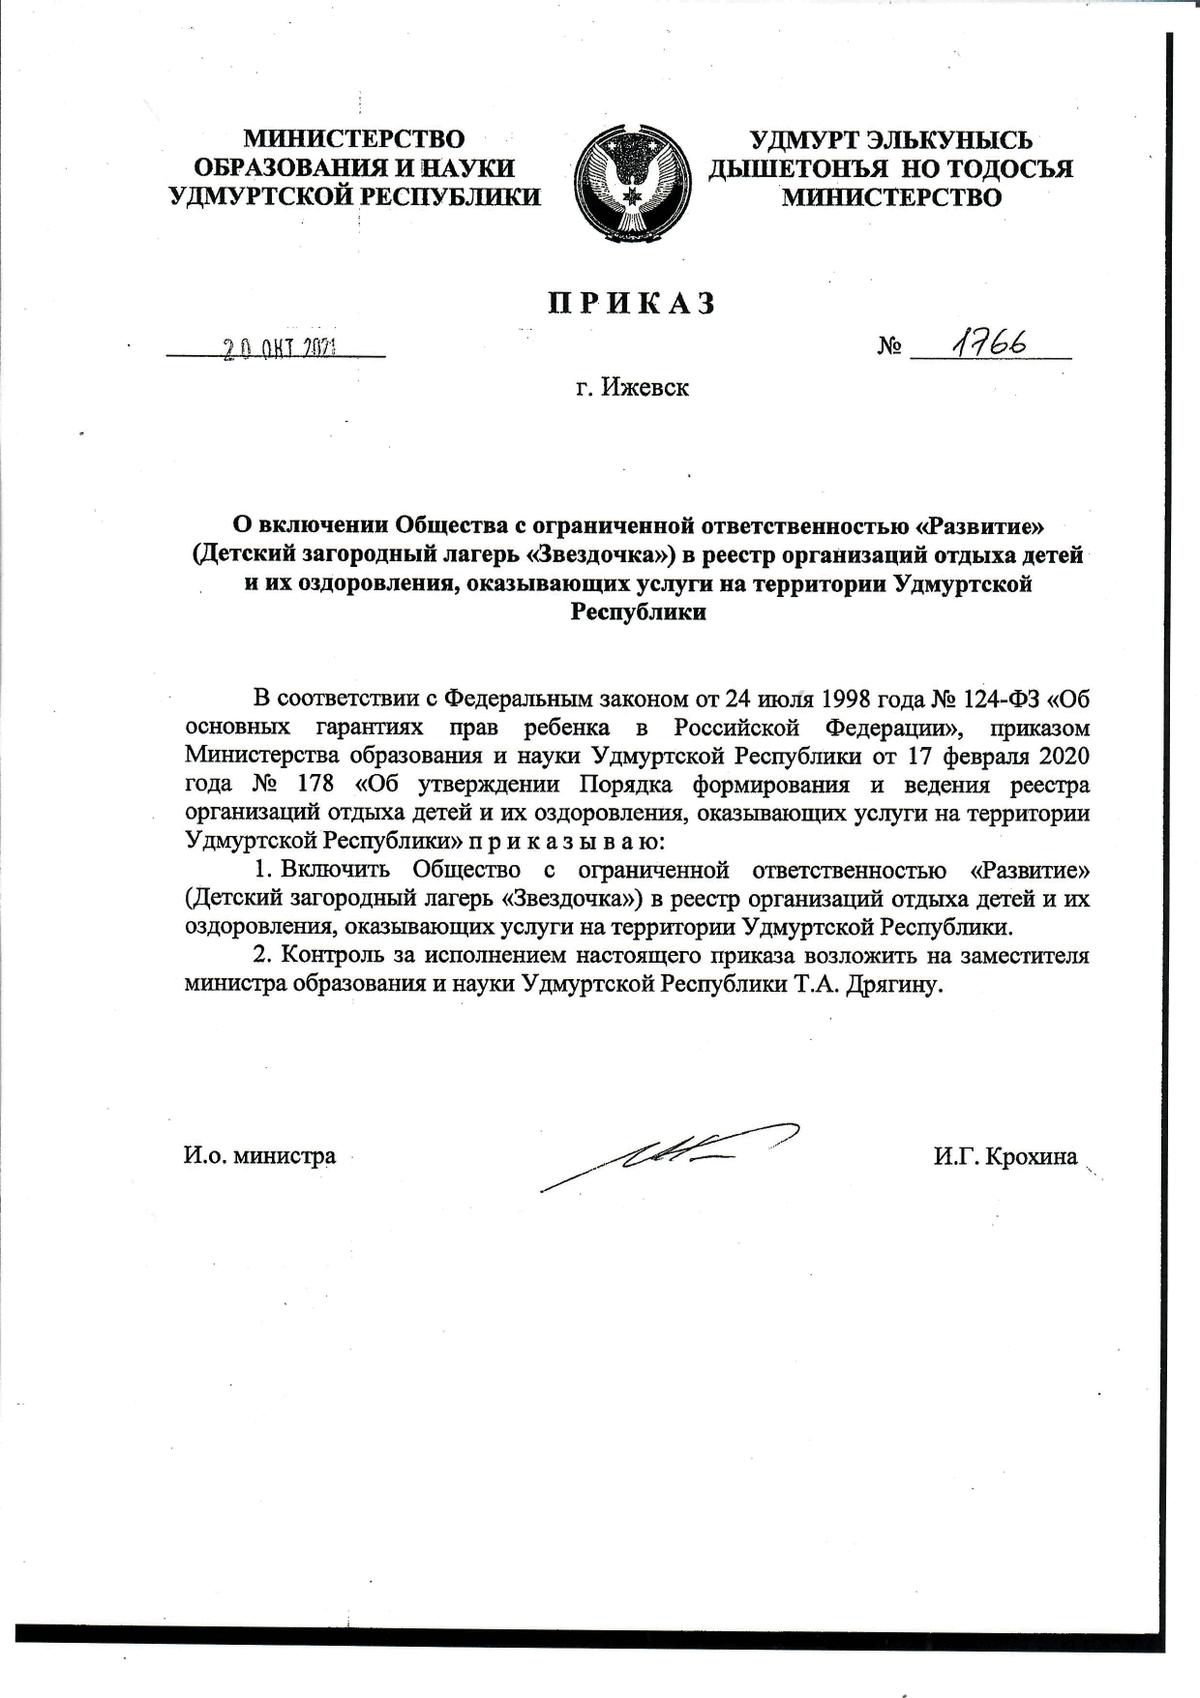 МИНИСТЕРСТВО
ОБРАЗОВАНИЯ И НАУКИ
УДМУРТСКОЙ РЕСПУБЛИКИ
УДМУРТ ЭЛЬКУНЫСЬ
ДЫШЕТОНЪЯ НО ТОДОСЪЯ
МИНИСТЕРСТВО
П Р И К А З
20 ОКТ 2021
№ 1766
г. Ижевск
О включении Общества с ограниченной ответственностью «Развитие»
(Детский загородный лагерь «Звездочка») в реестр организаций отдыха детей
и их оздоровления, оказывающих услуги на территории Удмуртской
Республики
В соответствии с Федеральным законом от 24 июля 1998 года № 124-ФЗ «Об
основных гарантиях прав ребенка в Российской Федерации», приказом
Министерства образования и науки Удмуртской Республики от 17 февраля 2020
года № 178 «Об утверждении Порядка формирования и ведения реестра
организаций отдыха детей и их оздоровления, оказывающих услуги на территории
Удмуртской Республики» п р и к а з ы в а ю:
1. Включить Общество с ограниченной ответственностью «Развитие»
(Детский загородный лагерь «Звездочка») в реестр организаций отдыха детей и их
оздоровления, оказывающих услуги на территории Удмуртской Республики.
2. Контроль за исполнением настоящего приказа возложить на заместителя
министра образования и науки Удмуртской Республики Т.А. Дрягину.
И.о. министра
И.Г. Крохина